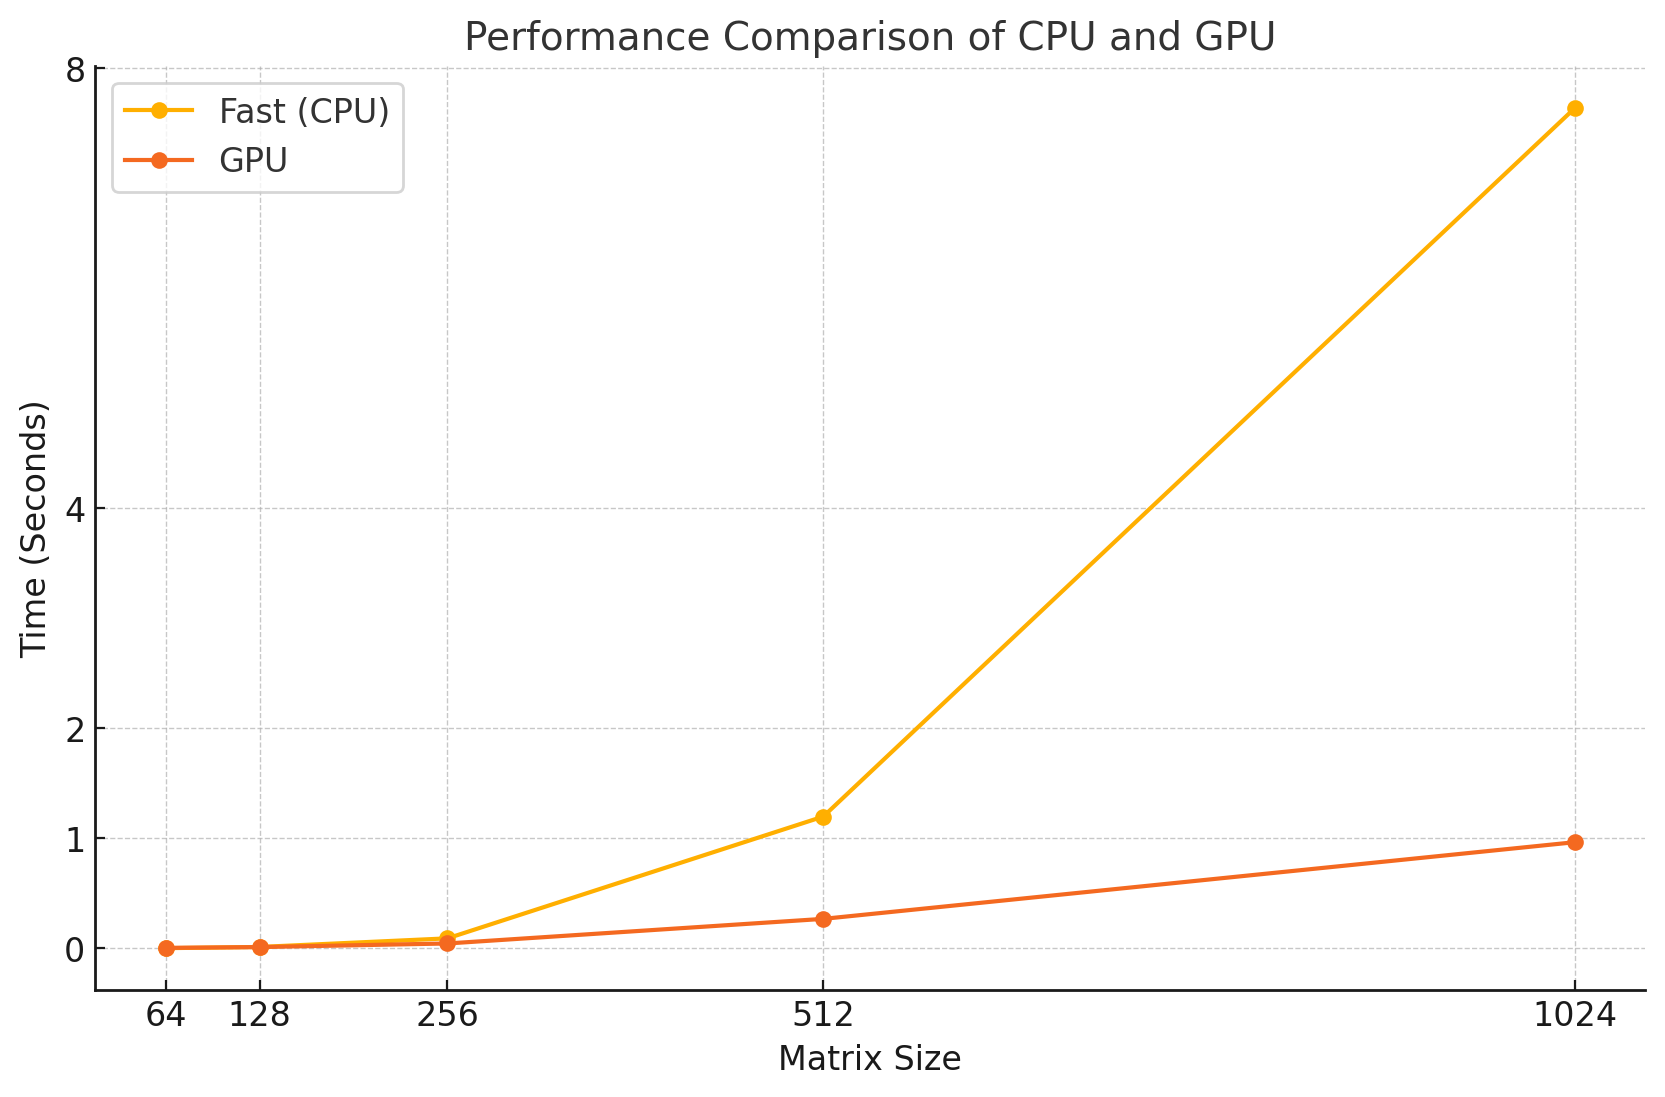 Performance Comparison of CPU and GPU
Fast (CPU)
GPU
Time (Seconds)
8
4
2
1
0
64 128 256 512 1024
Matrix Size